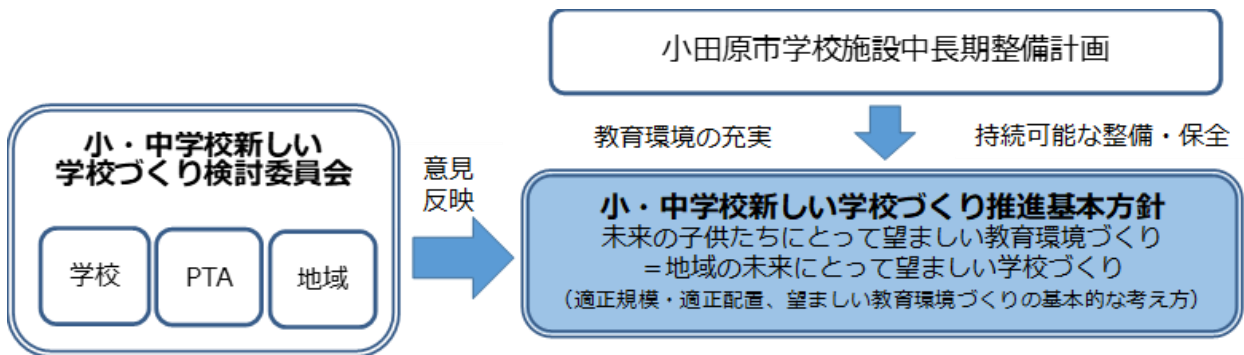 小田原市学校施設中長期整備計画
教育環境の充実
持続可能な整備・保全
小・中学校新しい
学校づくり検討委員会
学校
PTA
地域
意見
反映
小・中学校新しい学校づくり推進基本方針
未来の子供たちにとって望ましい教育環境づくり
＝地域の未来にとって望ましい学校づくり
（適正規模・適正配置、望ましい教育環境づくりの基本的な考え方）